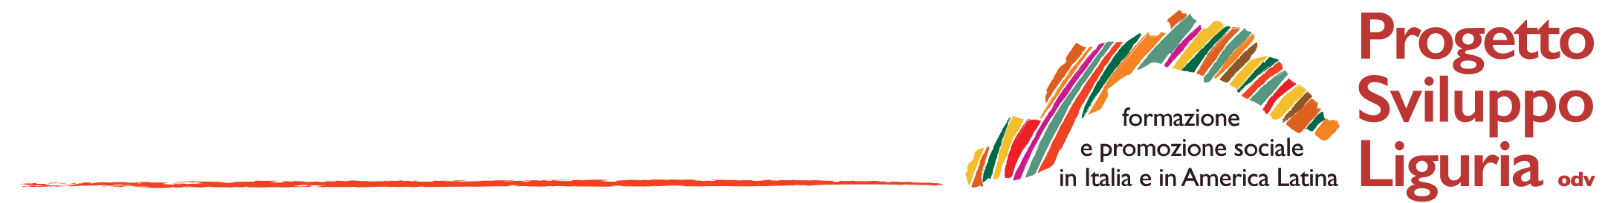 formazione
e promozione sociale
in Italia e in America Latina
Progetto
Sviluppo
Liguria odv